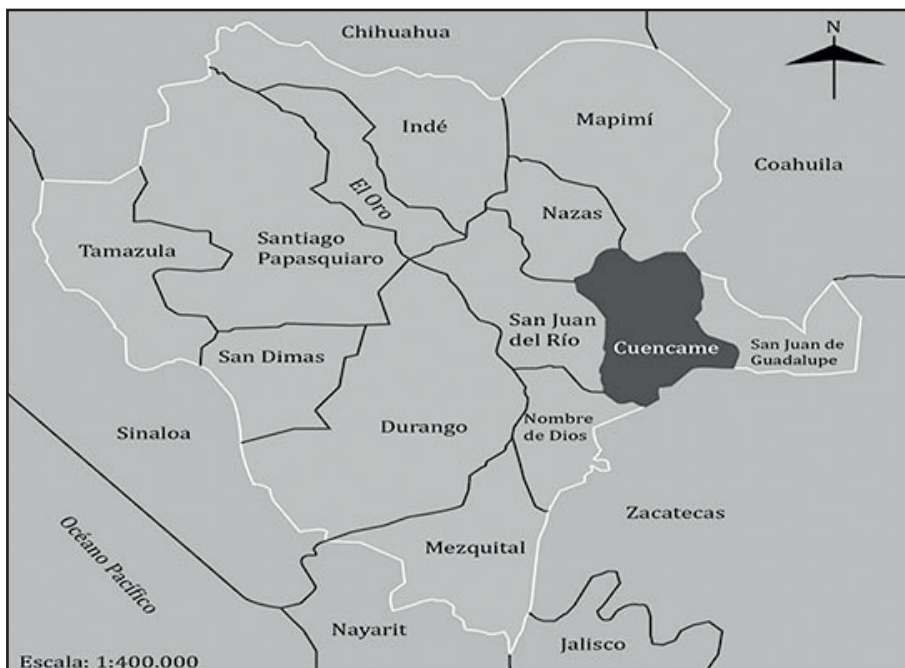 Chihuahua
N
Indé
Mapimí
Coahuila
El Oro
Nazas
Tamazula
Santiago
Papasquiaro
San Juan
del Río
Cuencame
San Juan de
Guadalupe
San Dimas
Sinaloa
Durango
Nombre
de Dios
Zacatecas
Océano Pacífico
Mezquital
Nayarit
Jalisco
Escala: 1:400.000